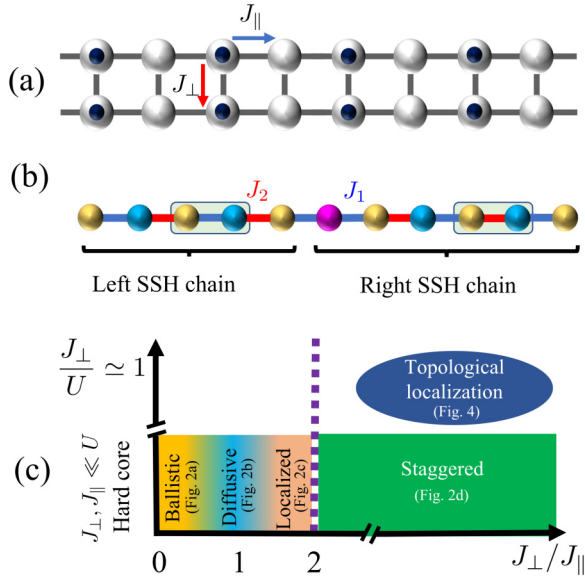 J∥
(a)
J⊥
(b)
J₂
J₁
Left SSH chain
Right SSH chain
J⊥/U ≃ 1
Topological
localization
(Fig. 4)
(c)
J⊥, J∥ ≪ U
Hard core
Ballistic
(Fig. 2a)
Diffusive
(Fig. 2b)
Localized
(Fig. 2c)
Staggered
(Fig. 2d)
0
1
2
J⊥/J∥